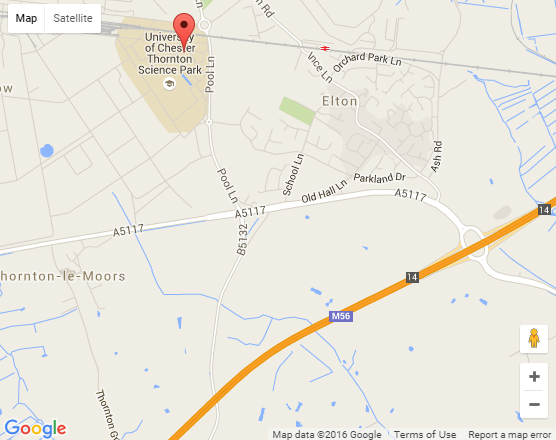 Map
Satellite
University
of Chester
Thornton
Science Park
Pool Ln
Orchard Park Ln
Elton
Ash Rd
Pool Ln
School Ln
Parkland Dr
Old Hall Ln
A5117
A5117
A5117
B5132
14
14
M56
Thornton
Google
Map data ©2016 Google
Terms of Use
Report a map error